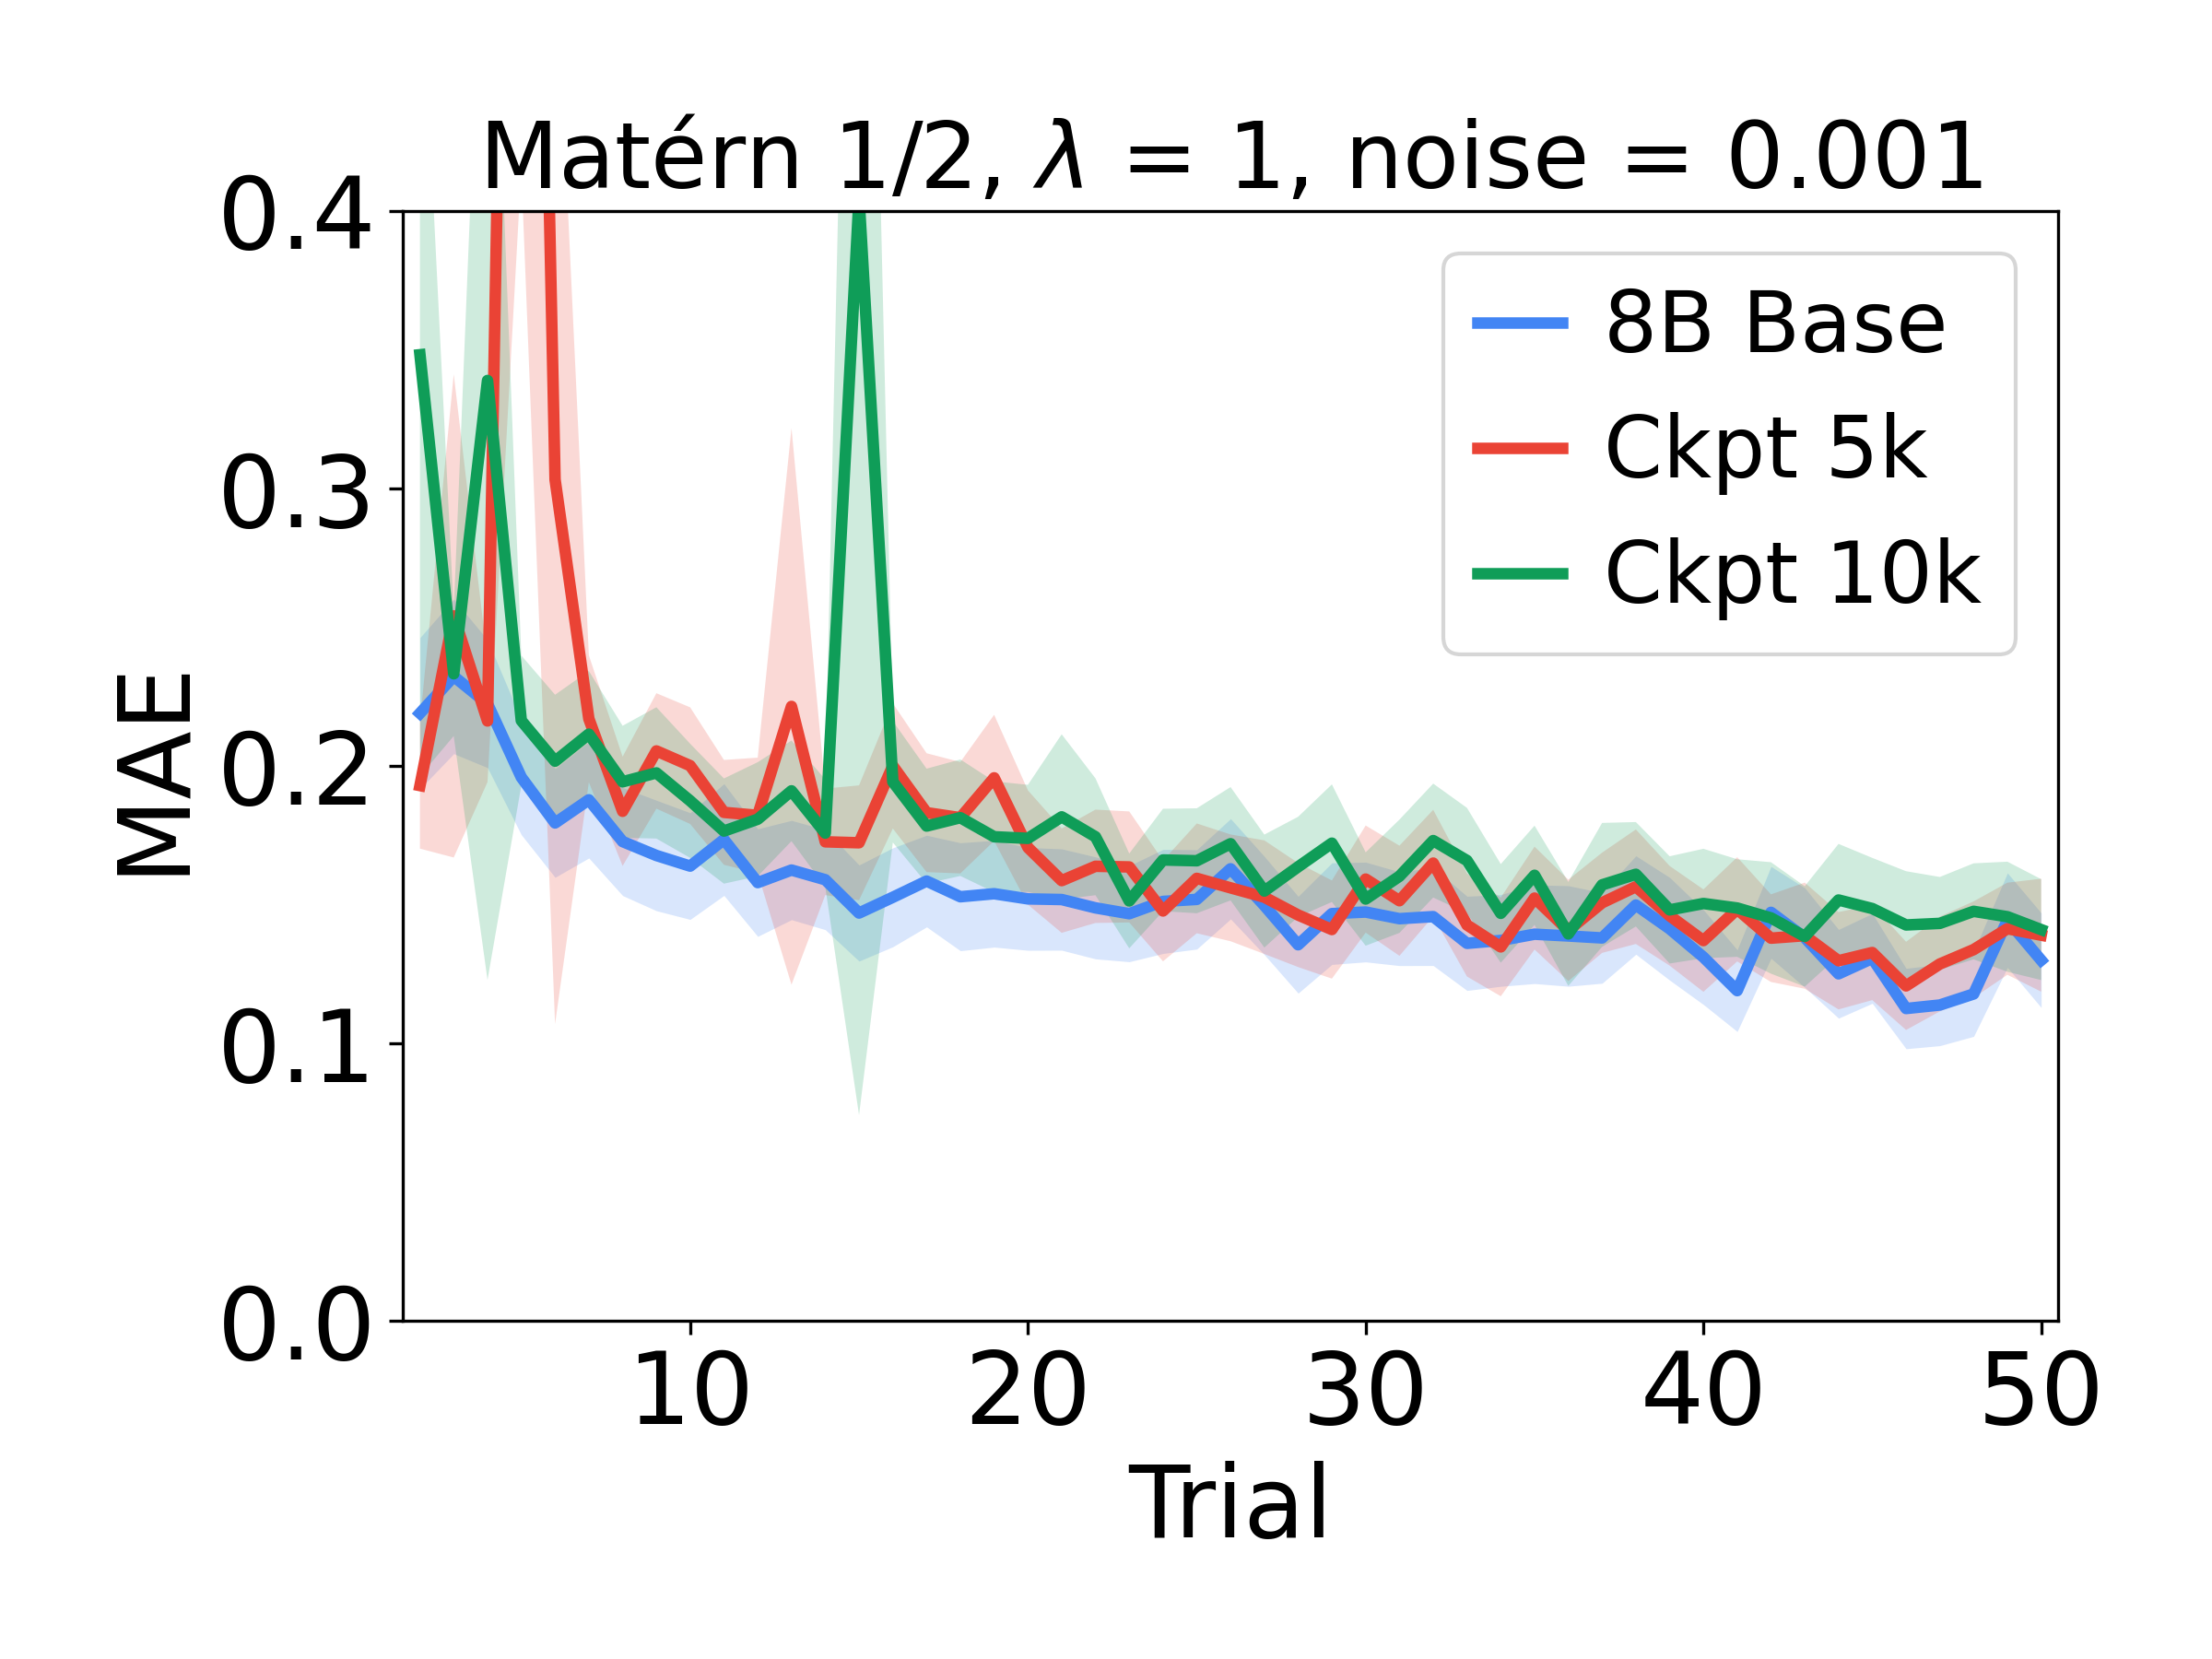 Matérn 1/2, λ = 1, noise = 0.001
MAE
0.4
0.3
0.2
0.1
0.0
8B Base
Ckpt 5k
Ckpt 10k
10 20 30 40 50
Trial